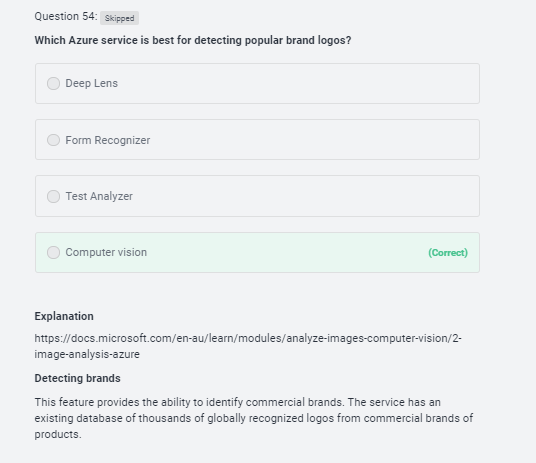 Question 54: Skipped
Which Azure service is best for detecting popular brand logos?
Deep Lens
Form Recognizer
Test Analyzer
Computer vision (Correct)
Explanation
https://docs.microsoft.com/en-au/learn/modules/analyze-images-computer-vision/2-
image-analysis-azure
Detecting brands
This feature provides the ability to identify commercial brands. The service has an
existing database of thousands of globally recognized logos from commercial brands of
products.